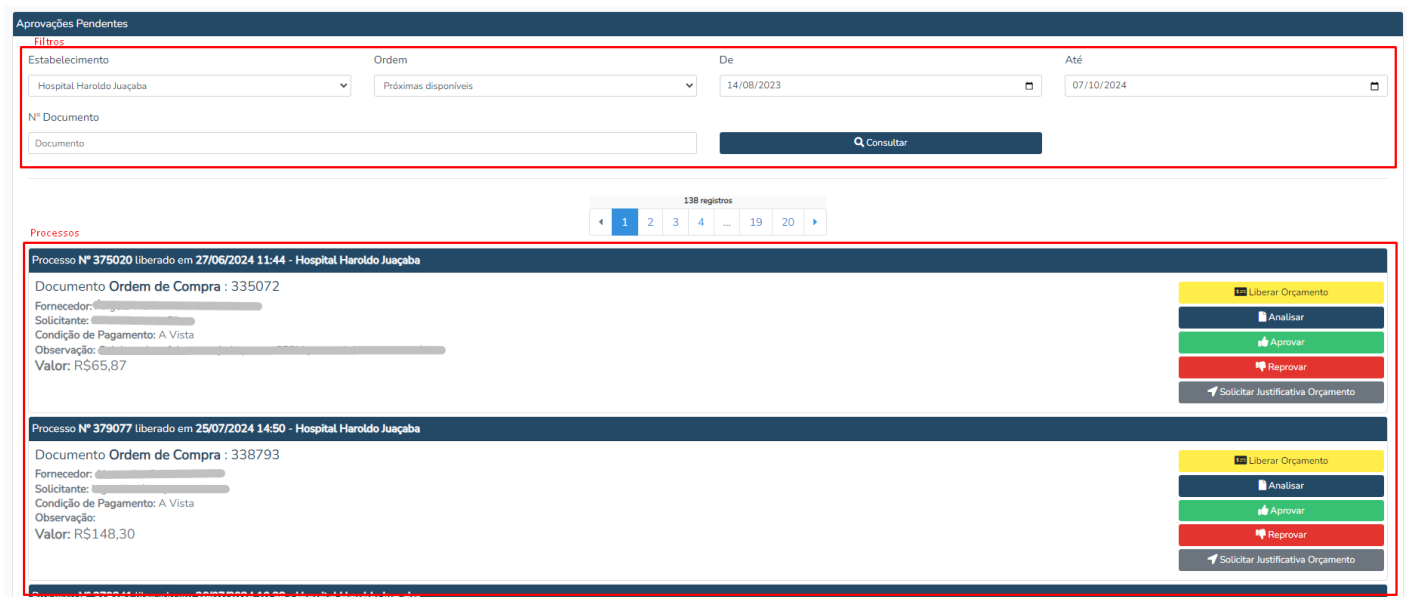 Aprovações Pendentes
Filtros
Estabelecimento Ordem De Até
Hospital Haroldo Juaçaba Próximas disponíveis 14/08/2023 07/10/2024
Nº Documento
Documento Consultar
138 registros
1 2 3 4 ... 19 20
Processos
Processo Nº 375020 liberado em 27/06/2024 11:44 - Hospital Haroldo Juaçaba
Documento Ordem de Compra : 335072
Fornecedor:
Solicitante:
Condição de Pagamento: A Vista
Observação:
Valor: R$65,87
Liberar Orçamento
Analisar
Aprovar
Reprovar
Solicitar Justificativa Orçamento
Processo Nº 379077 liberado em 25/07/2024 14:50 - Hospital Haroldo Juaçaba
Documento Ordem de Compra : 338793
Fornecedor:
Solicitante:
Condição de Pagamento: A Vista
Observação:
Valor: R$148,30
Liberar Orçamento
Analisar
Aprovar
Reprovar
Solicitar Justificativa Orçamento